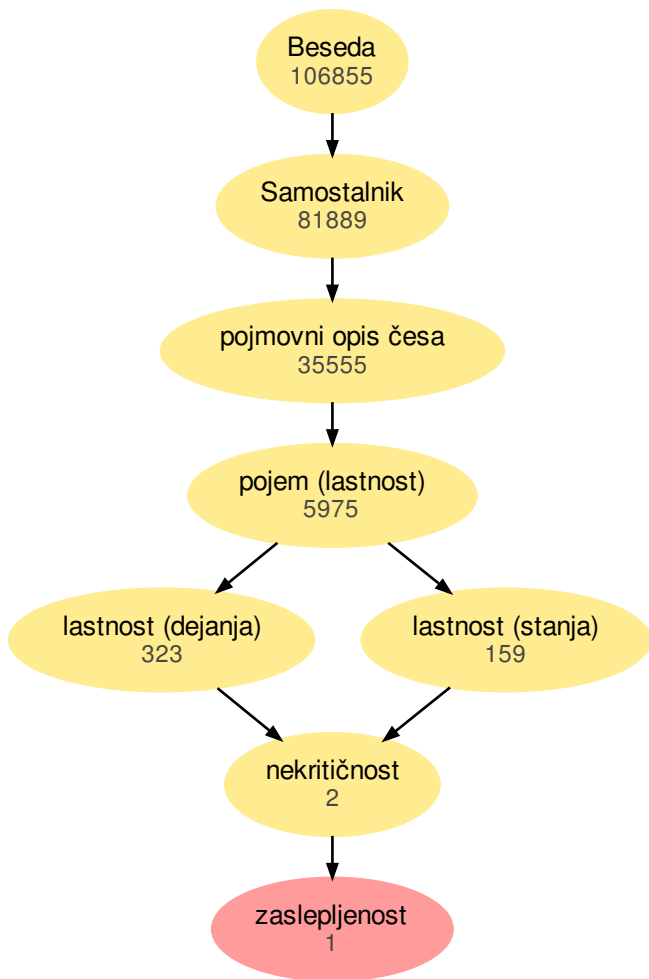 Beseda
106855
Samostalnik
81889
pojmovni opis česa
35555
pojem (lastnost)
5975
lastnost (dejanja)
323
lastnost (stanja)
159
nekritičnost
2
zaslepljenost
1